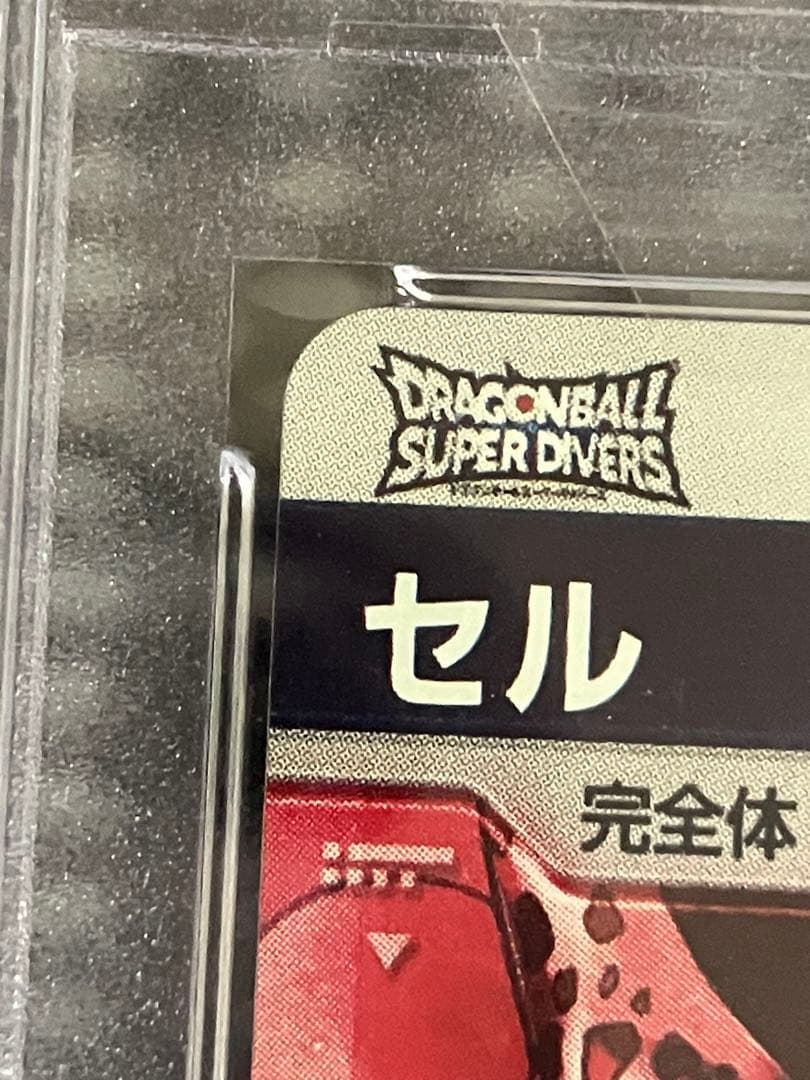 DRAGONBALL
SUPER DIVERS
セル
完全体